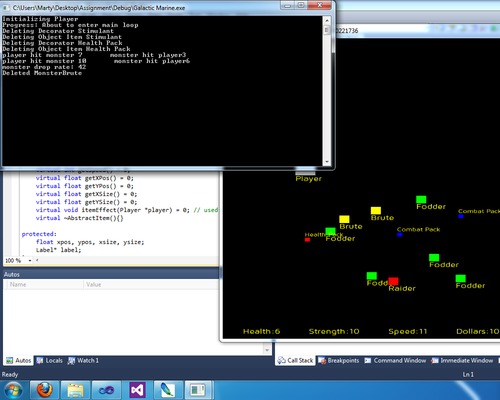 C:\Users\Marty\Desktop\Assignment\Debug\Galactic Marine.exe
Initializing Player
Progress: About to enter main loop
Deleting Decorator Stimulant
Deleting Object Item Stimulant
Deleting Decorator Health Pack
Deleting Object Item Health Pack
player hit monster 7 monster hit player3
player hit monster 10 monster hit player6
monster drop rate: 42
Deleted MonsterBrute
0221736
virtual float getXPos() = 0;
virtual float getYPos() = 0;
virtual float getXSize() = 0;
virtual float getYSize() = 0;
virtual void itemEffect(Player *player) = 0; // used
virtual ~AbstractItem(){}
protected:
float xpos, ypos, xsize, ysize;
Label* label;
100 %
Player
Fodder
Brute
Combat Pack
Brute
Combat Pack
Fodder
Fodder
Raider
Fodder
Health:6 Strength:10 Speed:11 Dollars:10
Autos
Name Value
Autos Locals Watch 1
Call Stack Breakpoints Command Window Immediate Window
Ready
Ln 1